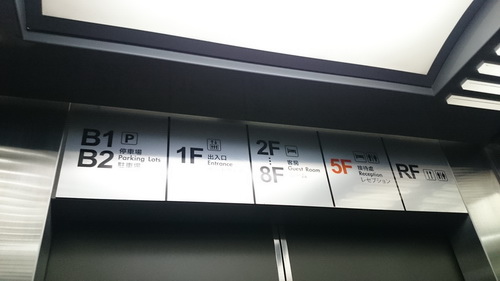 B1 P
B2 停車場
Parking Lots
駐車場
1F 出入口
Entrance
2F
8F 客房
Guest Room
5F 接待處
Reception
レセプション
RF